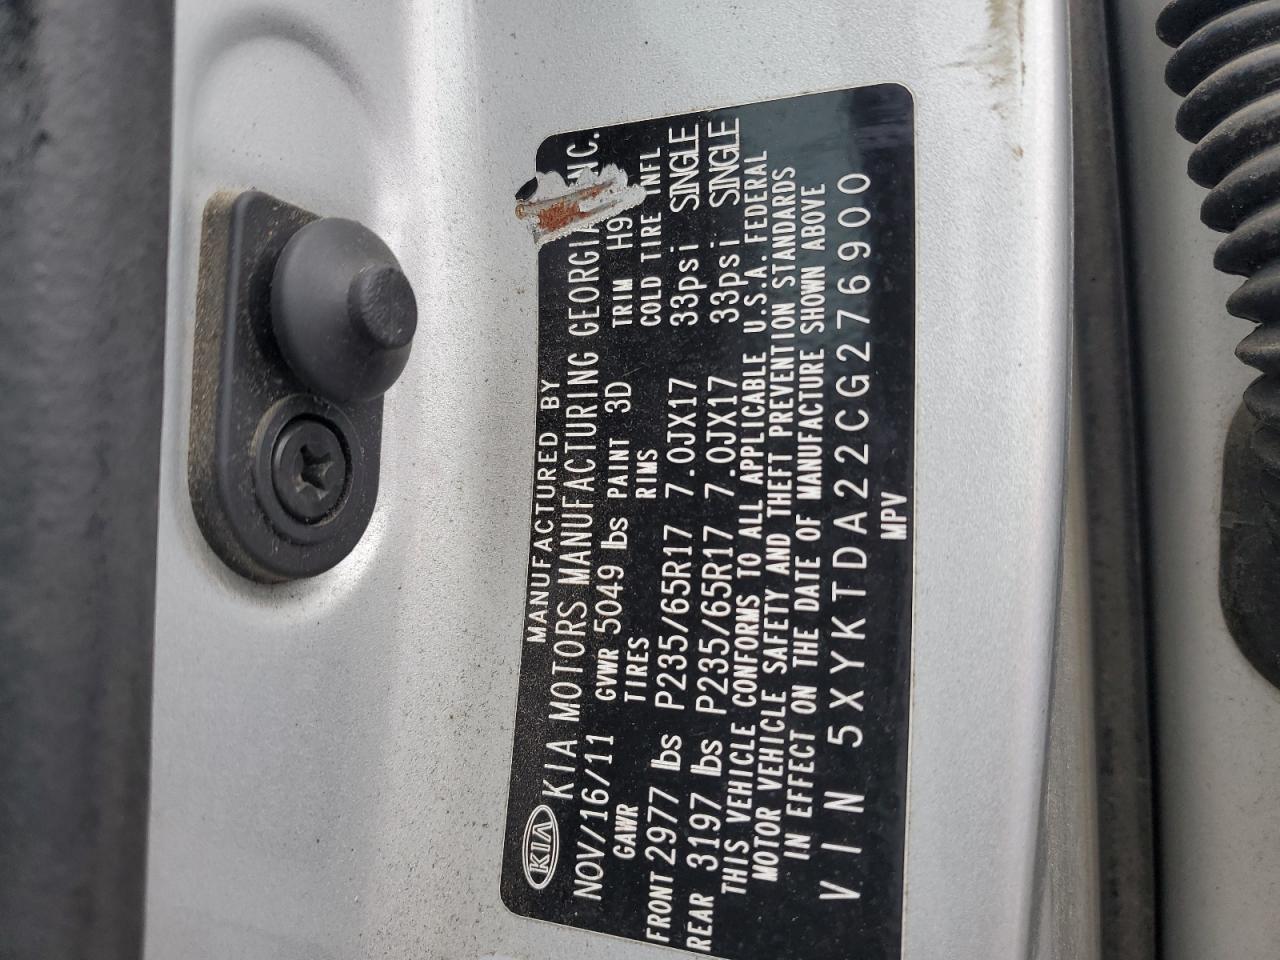 MANUFACTURED BY
KIA KIA MOTORS MANUFACTURING GEORGIA NC.
NOV/16/11 GVWR 5049 lbs PAINT 3D TRIM H9
GAWR TIRES RIMS COLD TIRE INFL
FRONT 2977 lbs P235/65R17 7.0JX17 33psi SINGLE
REAR 3197 lbs P235/65R17 7.0JX17 33psi SINGLE
THIS VEHICLE CONFORMS TO ALL APPLICABLE U.S.A. FEDERAL
MOTOR VEHICLE SAFETY AND THEFT PREVENTION STANDARDS
IN EFFECT ON THE DATE OF MANUFACTURE SHOWN ABOVE
VIN 5XYKTDA22CG276900
MPV